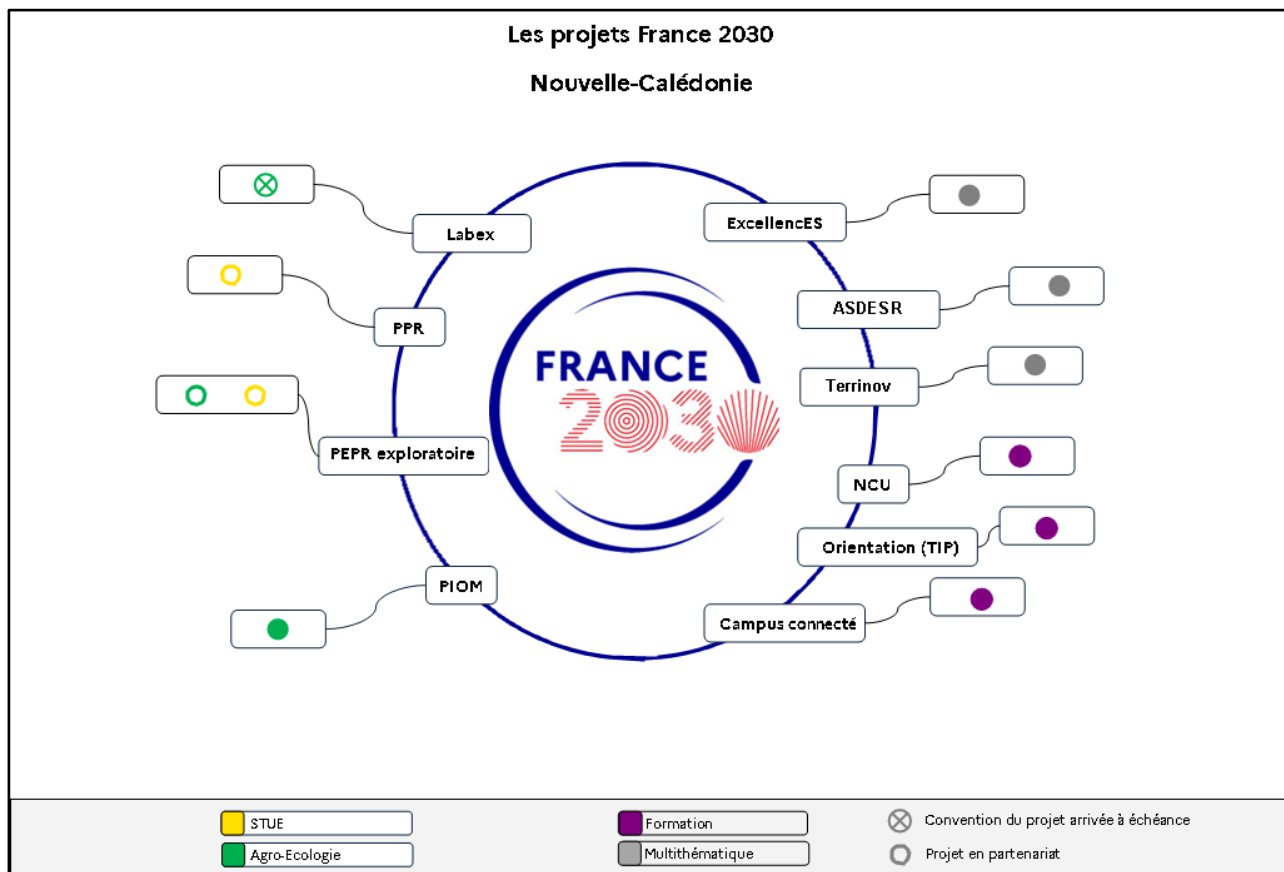 Les projets France 2030
Nouvelle-Calédonie
Labex
ExcellencES
PPR
ASDESR
FRANCE
2030
Terrinov
PEPR exploratoire
NCU
Orientation (TIP)
PIOM
Campus connecté
STUE
Formation
Convention du projet arrivée à échéance
Agro-Ecologie
Multithématique
Projet en partenariat